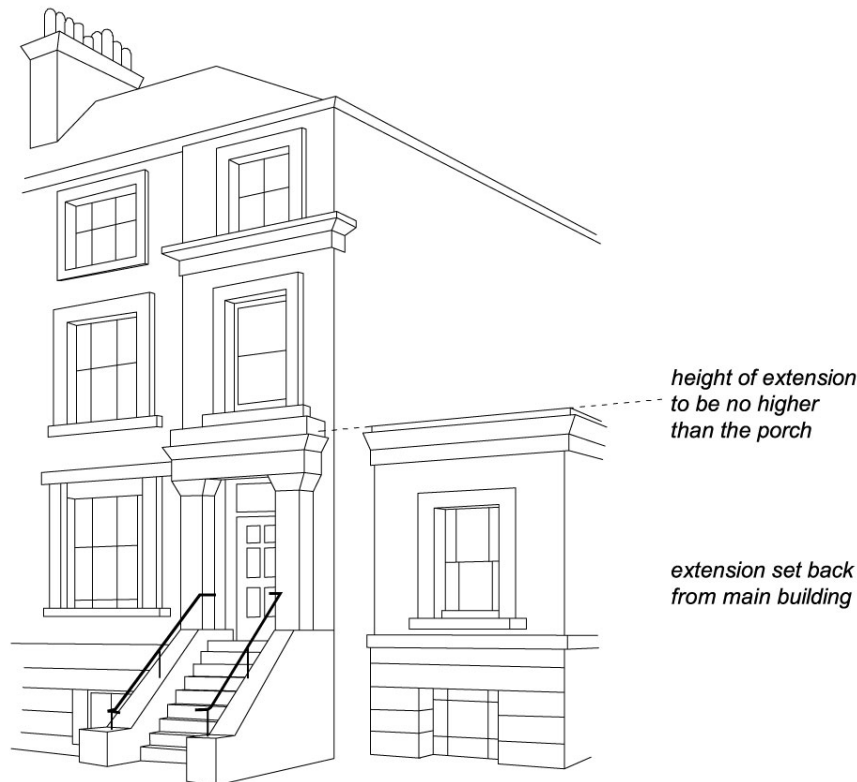 height of extension
to be no higher
than the porch
extension set back
from main building